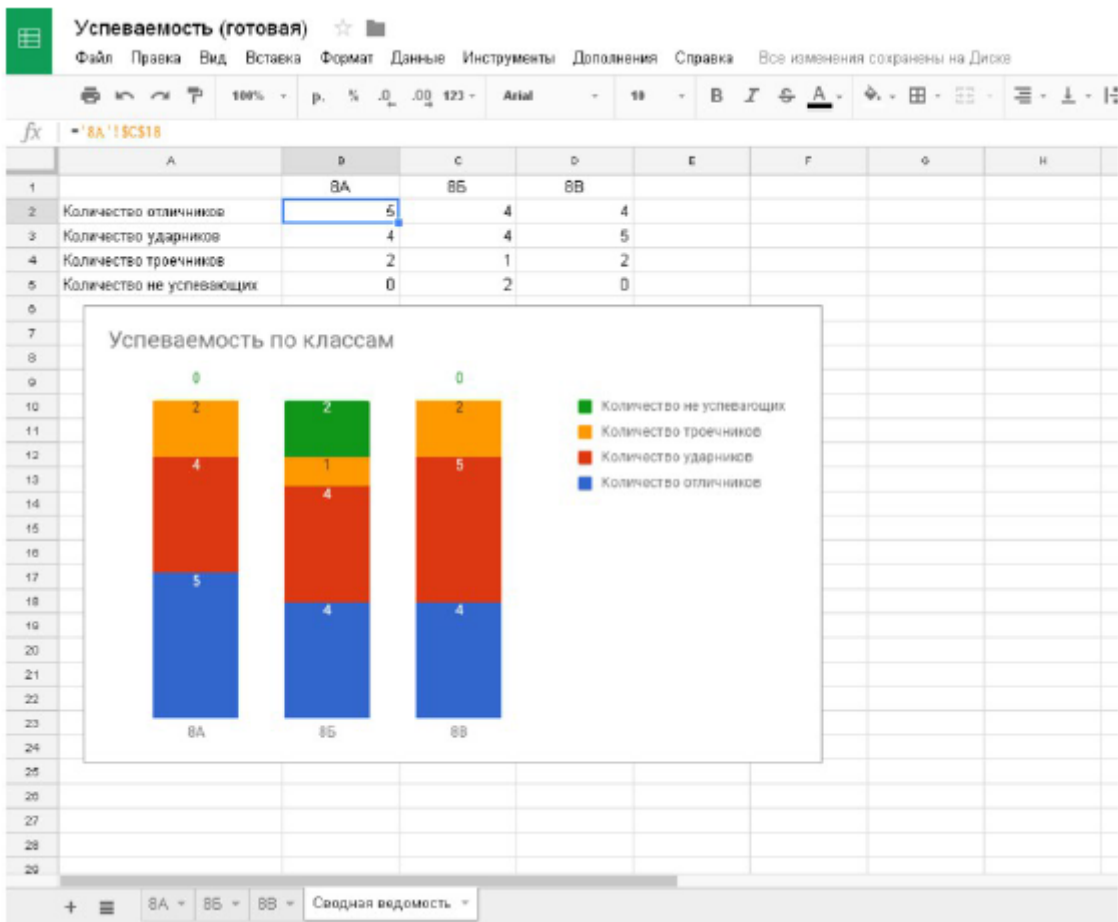 Успеваемость (готовая)
Файл Правка Вид Вставка Формат Данные Инструменты Дополнения Справка Все изменения сохранены на Диске
100% р. % .0 .00 123 Arial 10 B I S A
fx ='8А'!$C$18
A B C D E F G H
1 8А 8Б 8В
2 Количество отличников 5 4 4
3 Количество ударников 4 4 5
4 Количество троечников 2 1 2
5 Количество не успевающих 0 2 0
6
7
8
9
10
11
12
13
14
15
16
17
18
19
20
21
22
23
24
25
26
27
28
29
Успеваемость по классам
0 0
2 2 2
4 1 5
4
5 4 4
8А 8Б 8В
Количество не успевающих
Количество троечников
Количество ударников
Количество отличников
+ 8А 8Б 8В Сводная ведомость